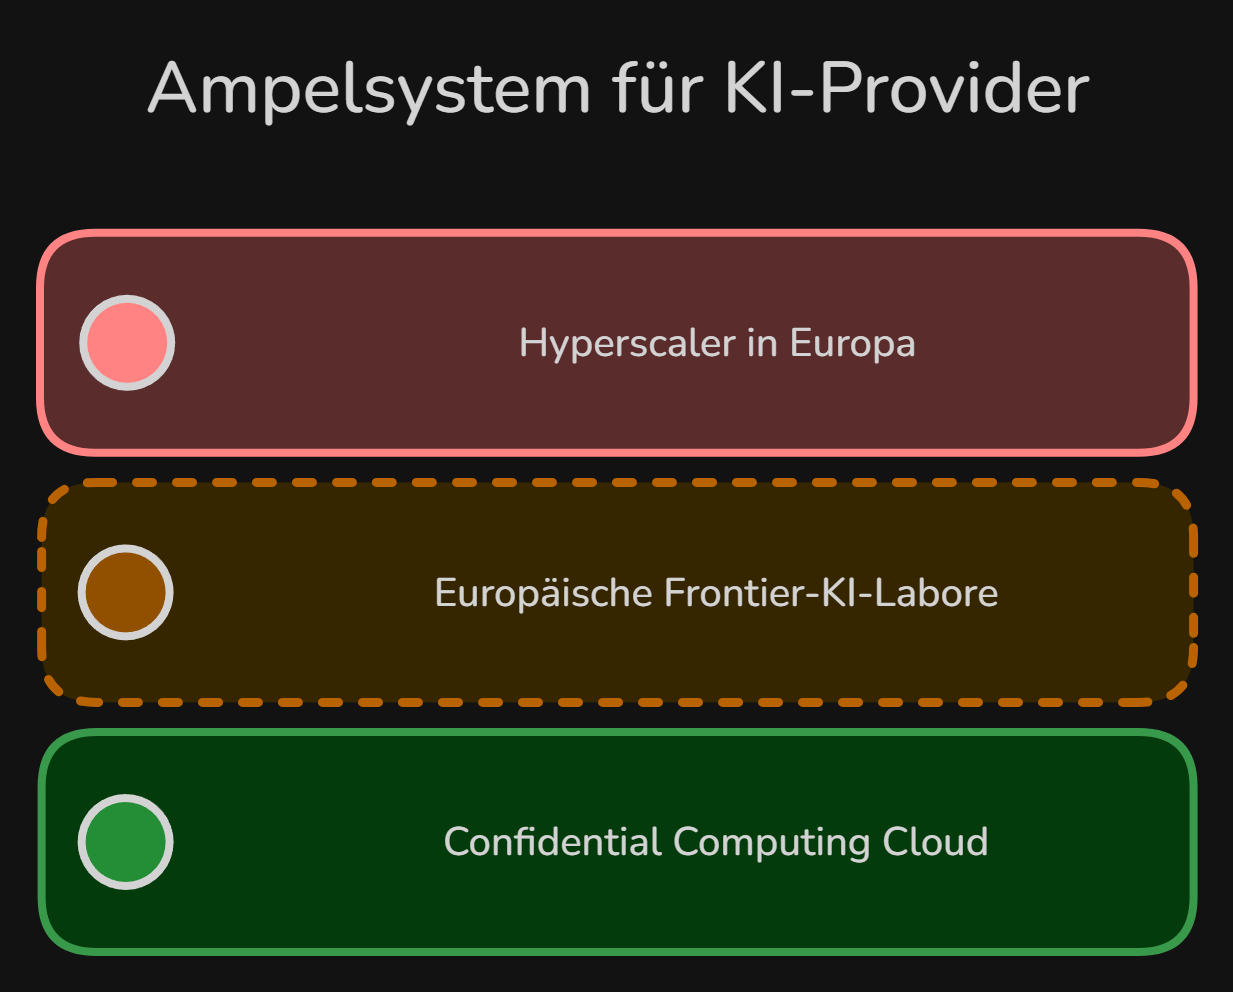 Ampelsystem für KI-Provider
Hyperscaler in Europa
Europäische Frontier-KI-Labore
Confidential Computing Cloud